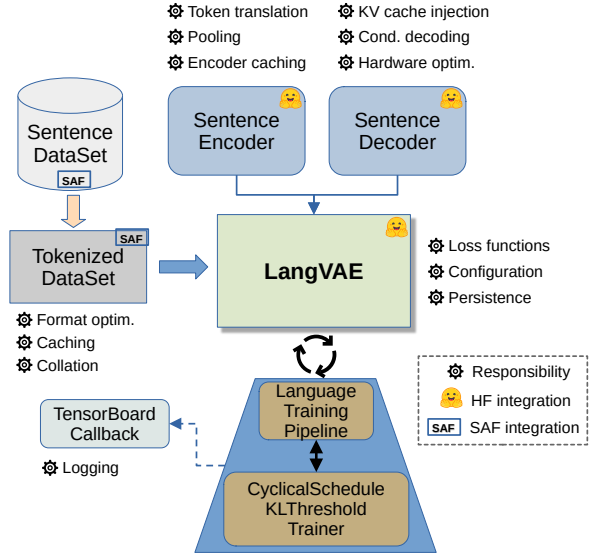 Token translation
Pooling
Encoder caching
KV cache injection
Cond. decoding
Hardware optim.
Sentence
DataSet
SAF
Sentence
Encoder
Sentence
Decoder
Tokenized
DataSet
SAF
LangVAE
Loss functions
Configuration
Persistence
Format optim.
Caching
Collation
Language
Training
Pipeline
TensorBoard
Callback
Logging
CyclicalSchedule
KLThreshold
Trainer
Responsibility
HF integration
SAF SAF integration